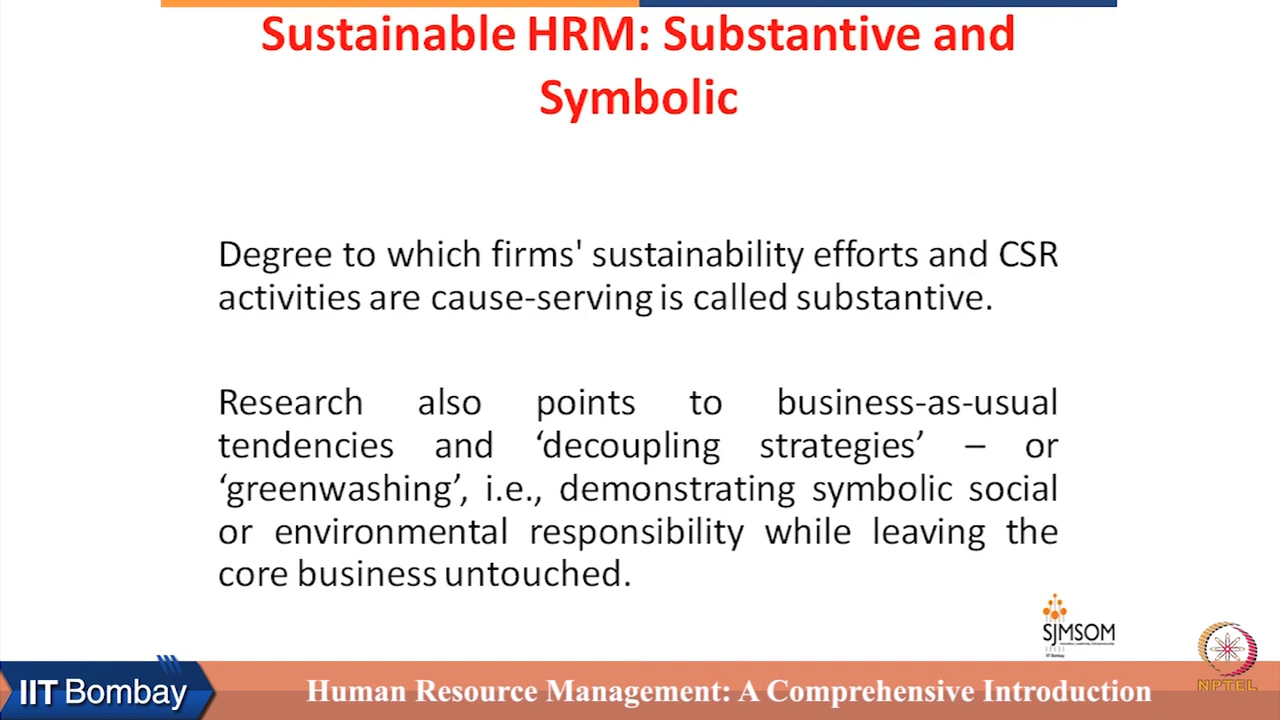 Sustainable HRM: Substantive and
Symbolic
Degree to which firms' sustainability efforts and CSR
activities are cause-serving is called substantive.
Research also points to business-as-usual
tendencies and ‘decoupling strategies’ – or
‘greenwashing’, i.e., demonstrating symbolic social
or environmental responsibility while leaving the
core business untouched.
SJMSOM
IIT Bombay
IIT Bombay
Human Resource Management: A Comprehensive Introduction
NPTEL